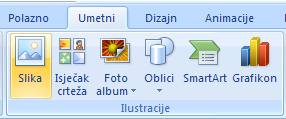 Polazno Umetni Dizajn Animacije
Slika Isječak crteža Foto album Oblici SmartArt Grafikon
Ilustracije